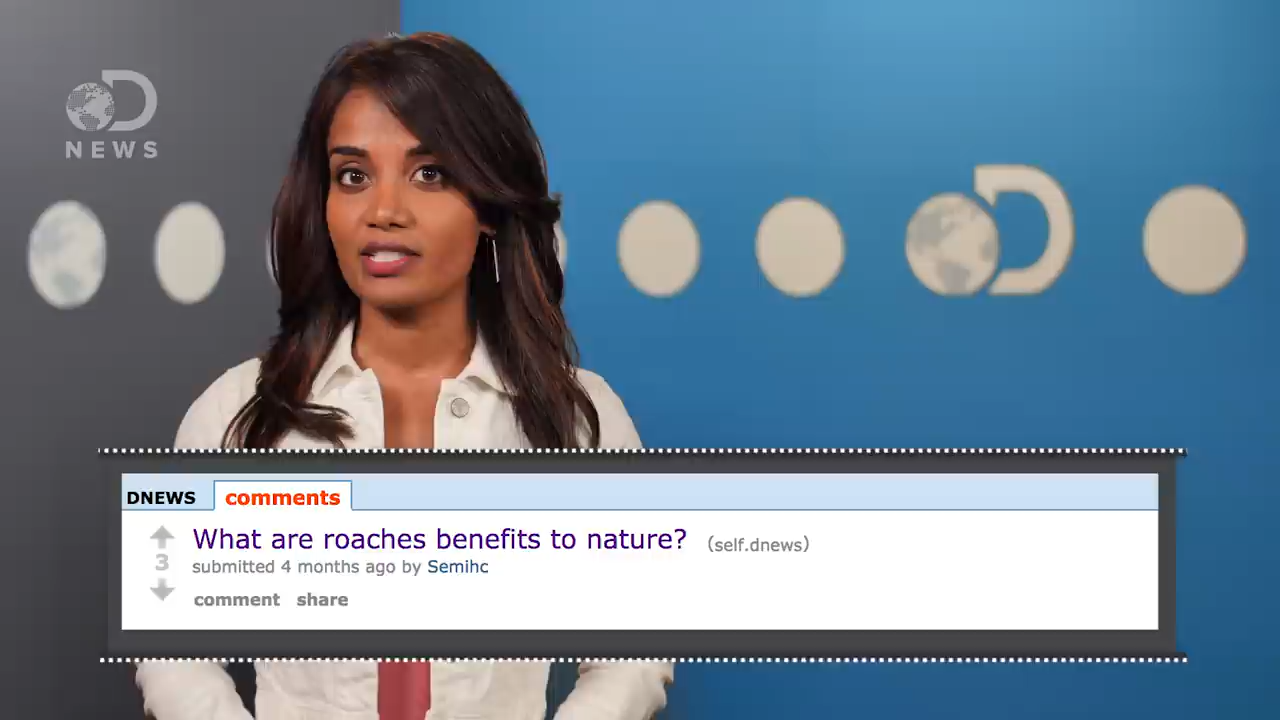 NEWS
DNEWS comments
What are roaches benefits to nature? (self.dnews)
3
submitted 4 months ago by Semihc
comment share